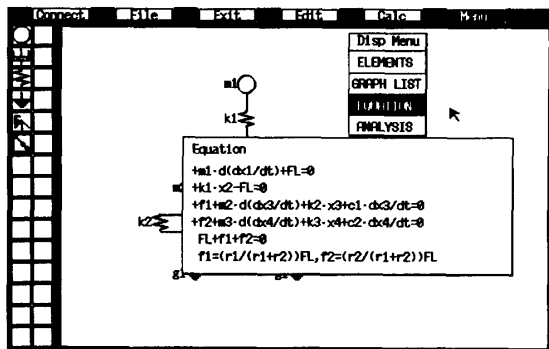 Connect File Exit Edit Calc Menu
Disp Menu
ELEMENTS
GRAPH LIST
EQUATION
ANALYSIS
m1
k1
k2
Equation
+m1·d(dx1/dt)+FL=0
+k1·x2-FL=0
+f1+m2·d(dx3/dt)+k2·x3+c1·dx3/dt=0
+f2+m3·d(dx4/dt)+k3·x4+c2·dx4/dt=0
FL+f1+f2=0
f1=(r1/(r1+r2))FL,f2=(r2/(r1+r2))FL